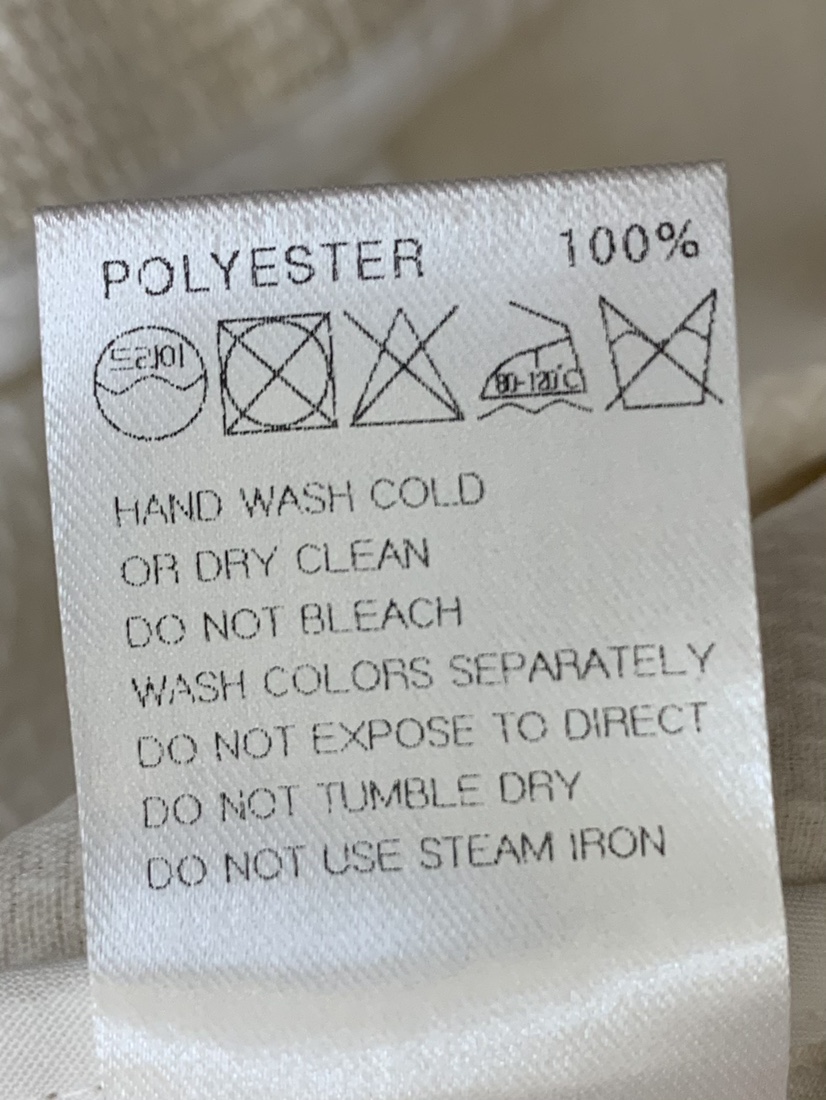 POLYESTER 100%
드라이
80-120°C
HAND WASH COLD
OR DRY CLEAN
DO NOT BLEACH
WASH COLORS SEPARATELY
DO NOT EXPOSE TO DIRECT
DO NOT TUMBLE DRY
DO NOT USE STEAM IRON